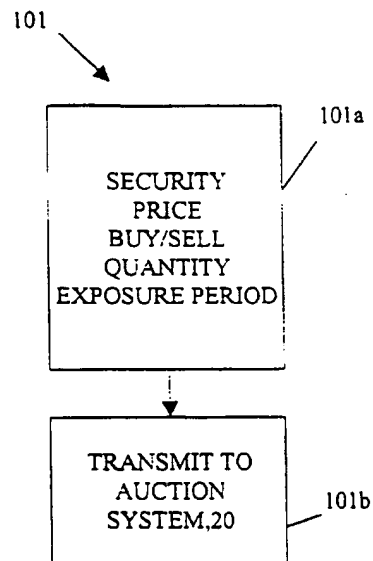 101
101a
SECURITY
PRICE
BUY/SELL
QUANTITY
EXPOSURE PERIOD
TRANSMIT TO
AUCTION
SYSTEM,20
101b